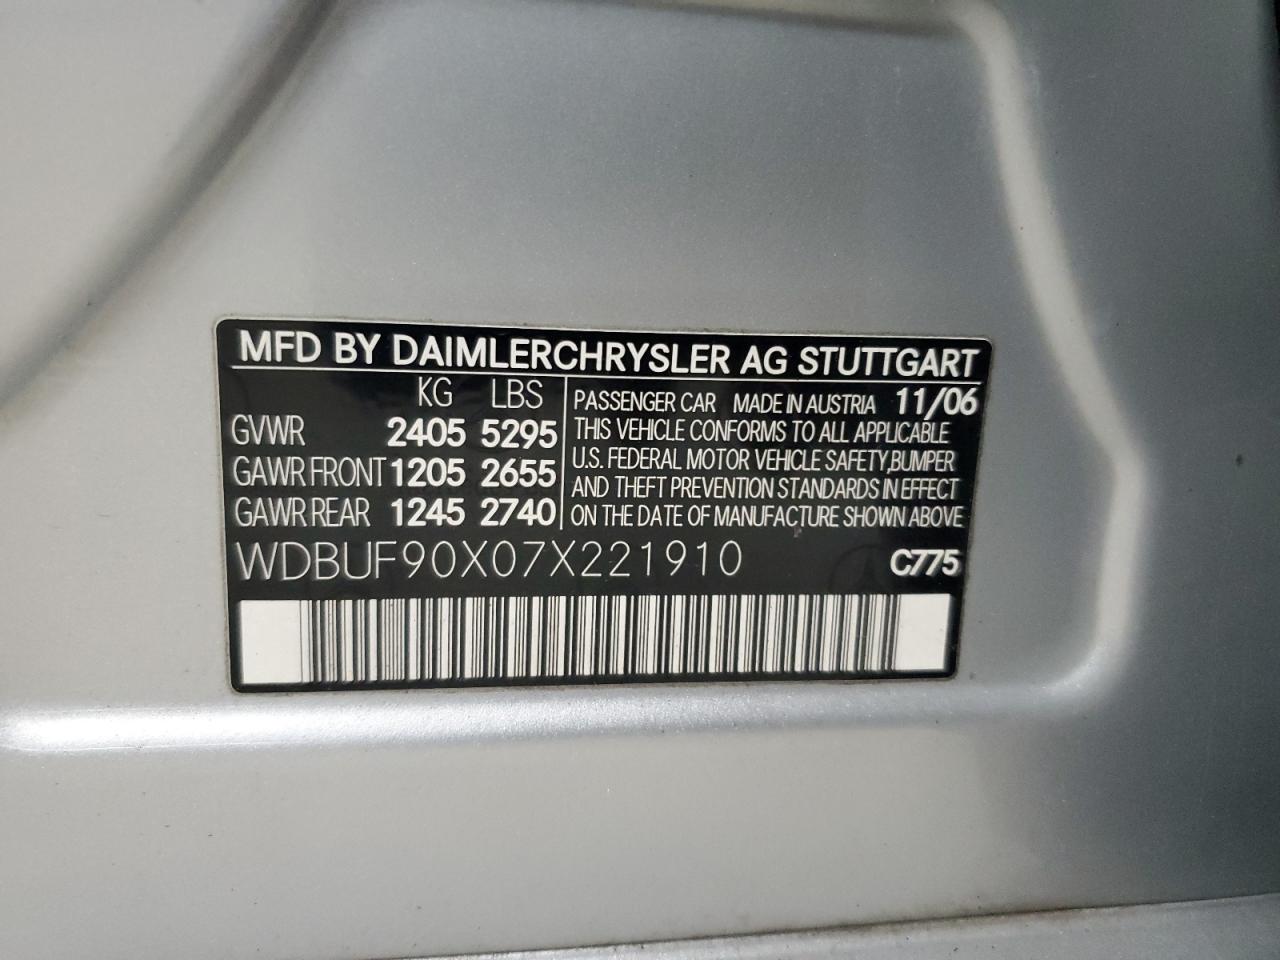 MFD BY DAIMLERCHRYSLER AG STUTTGART
KG LBS
GVWR 2405 5295
GAWR FRONT 1205 2655
GAWR REAR 1245 2740
PASSENGER CAR MADE IN AUSTRIA 11/06
THIS VEHICLE CONFORMS TO ALL APPLICABLE
U.S. FEDERAL MOTOR VEHICLE SAFETY, BUMPER
AND THEFT PREVENTION STANDARDS IN EFFECT
ON THE DATE OF MANUFACTURE SHOWN ABOVE
WDBUF90X07X221910 C775